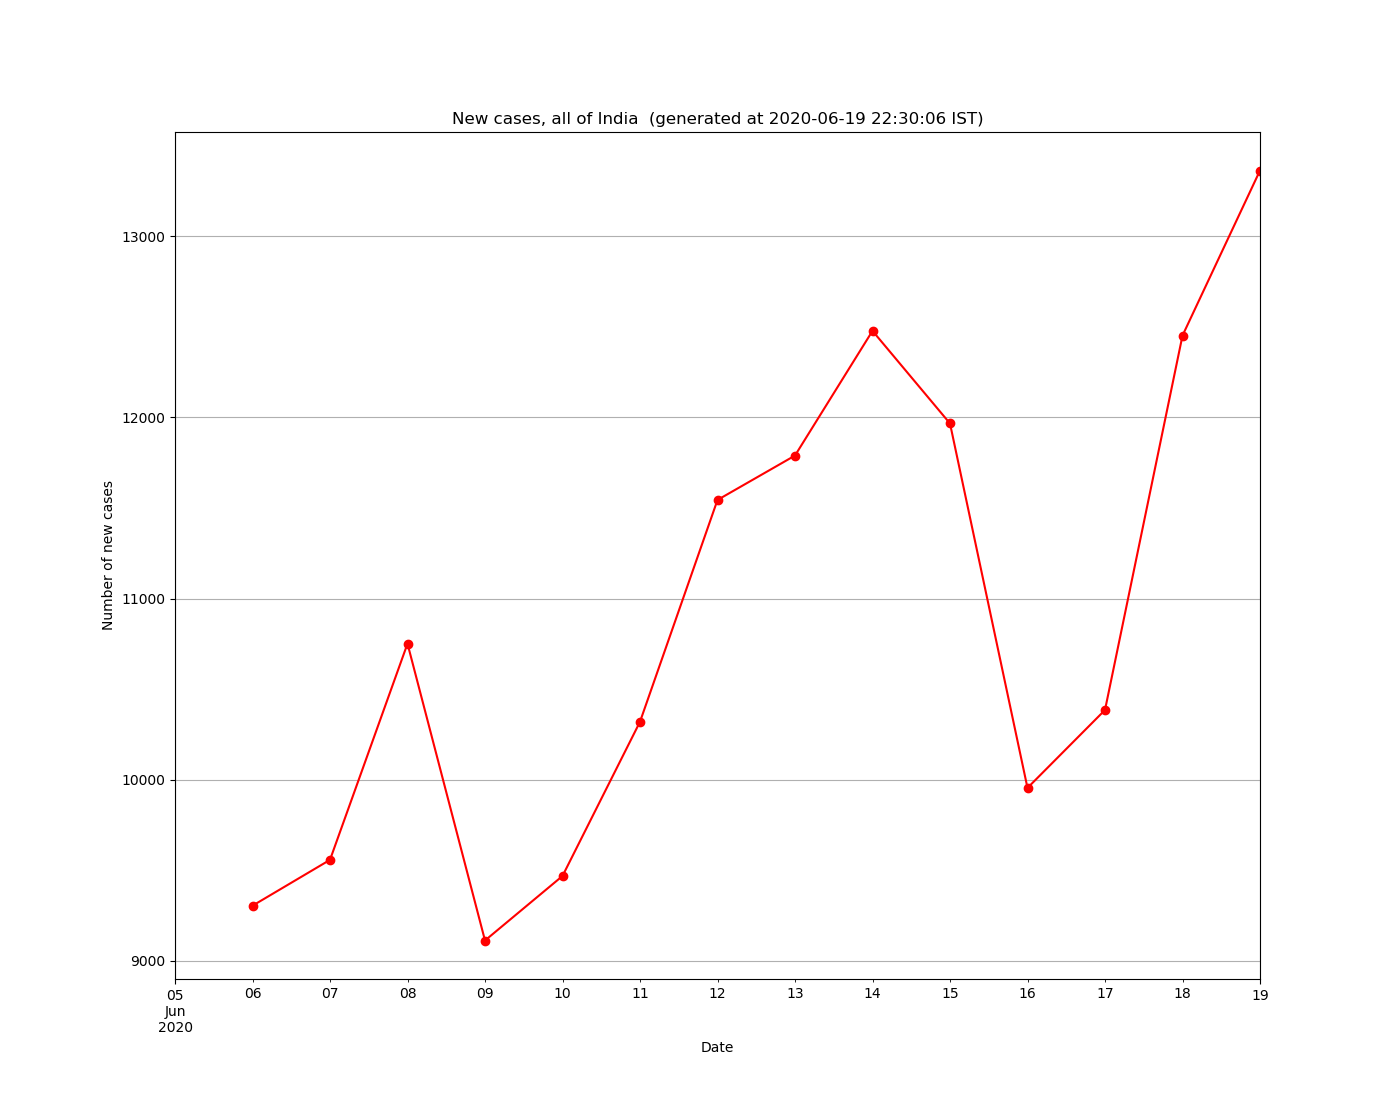 New cases, all of India  (generated at 2020-06-19 22:30:06 IST)
Number of new cases
13000
12000
11000
10000
9000
05 06 07 08 09 10 11 12 13 14 15 16 17 18 19
Jun
2020
Date